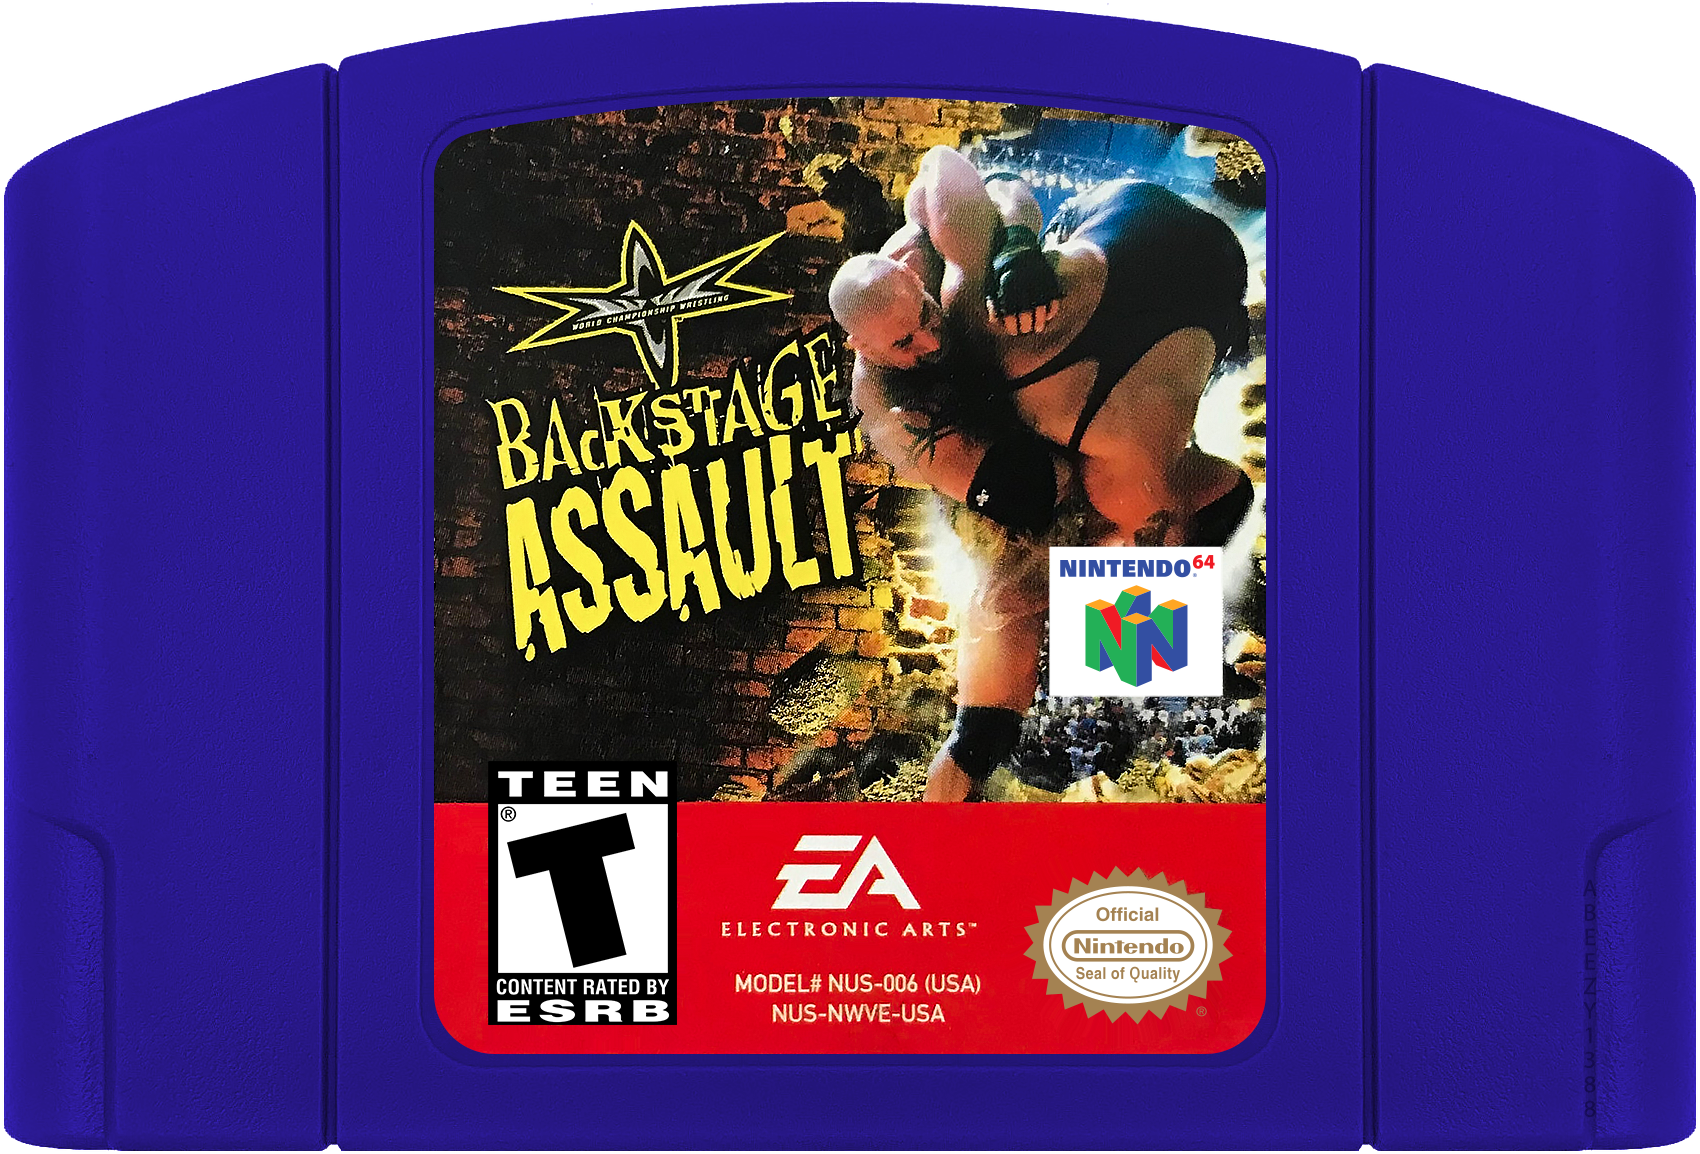 WORLD CHAMPIONSHIP WRESTLING
BACKSTAGE
ASSAULT
NINTENDO64
TEEN
®
T
CONTENT RATED BY
ESRB
EA
ELECTRONIC ARTS™
MODEL# NUS-006 (USA)
NUS-NWVE-USA
Official
Nintendo
Seal of Quality
®
ABEEZY1388